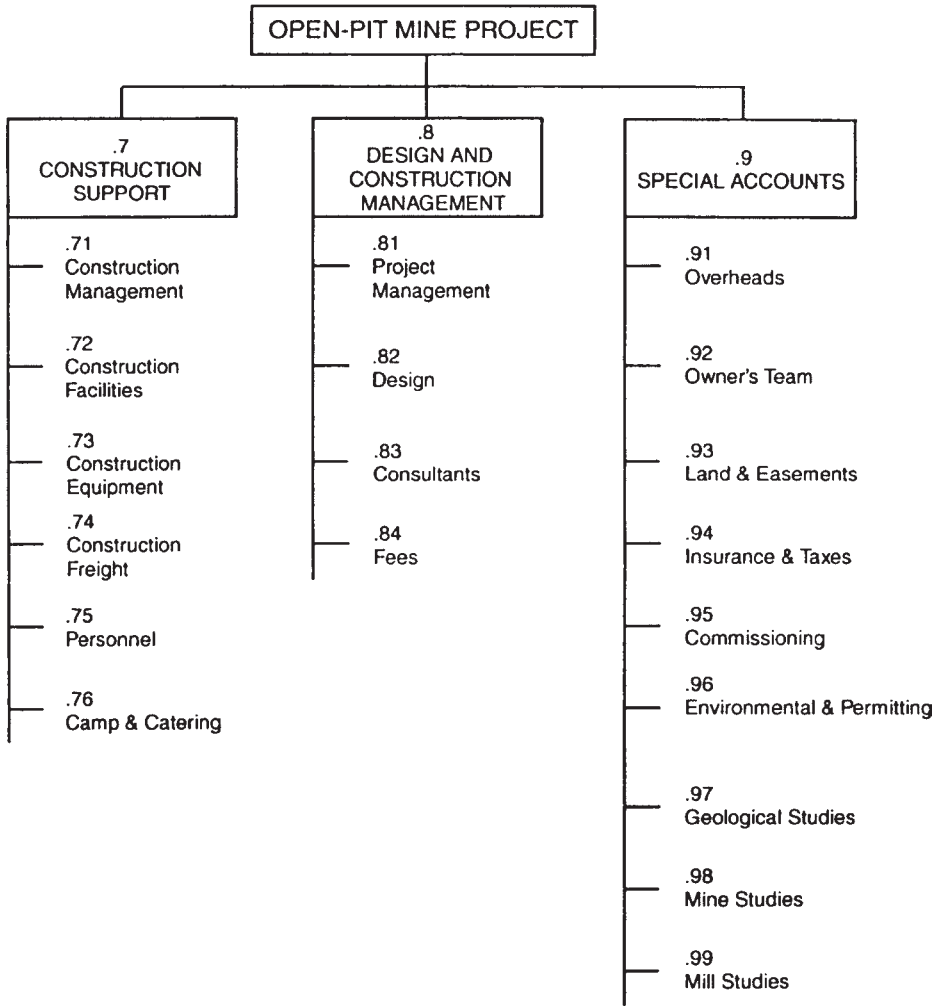 OPEN-PIT MINE PROJECT
.7
CONSTRUCTION
SUPPORT
.71
Construction
Management
.72
Construction
Facilities
.73
Construction
Equipment
.74
Construction
Freight
.75
Personnel
.76
Camp & Catering
.8
DESIGN AND
CONSTRUCTION
MANAGEMENT
.81
Project
Management
.82
Design
.83
Consultants
.84
Fees
.9
SPECIAL ACCOUNTS
.91
Overheads
.92
Owner's Team
.93
Land & Easements
.94
Insurance & Taxes
.95
Commissioning
.96
Environmental & Permitting
.97
Geological Studies
.98
Mine Studies
.99
Mill Studies